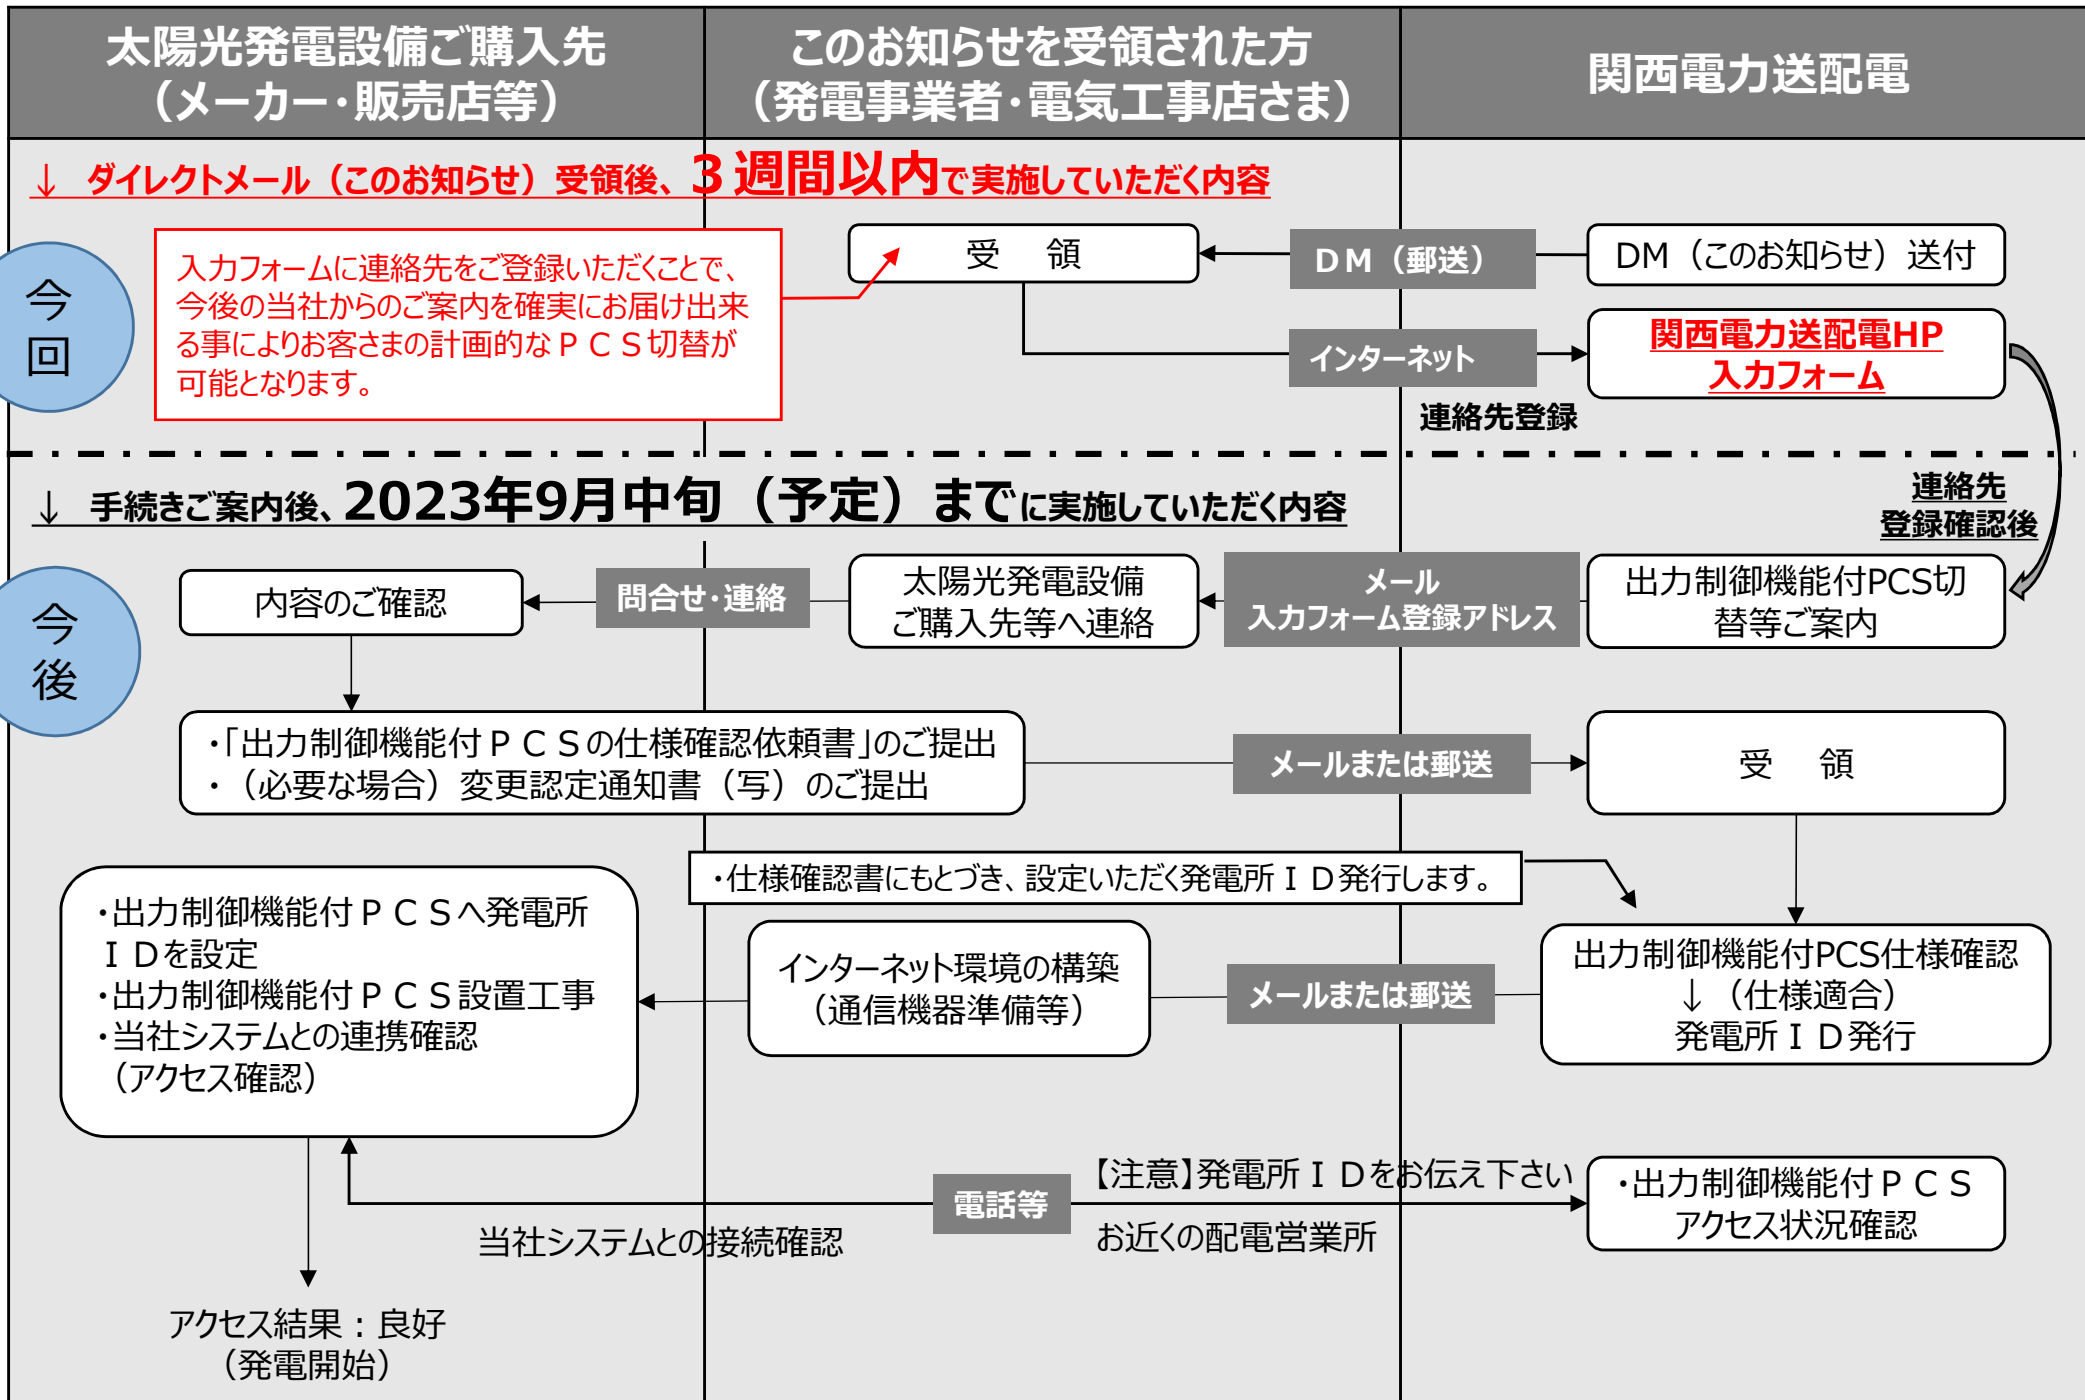 太陽光発電設備ご購入先
（メーカー・販売店等）
このお知らせを受領された方
（発電事業者・電気工事店さま）
関西電力送配電
↓ ダイレクトメール（このお知らせ）受領後、３週間以内で実施していただく内容
今
回
入力フォームに連絡先をご登録いただくことで、
今後の当社からのご案内を確実にお届け出来
る事によりお客さまの計画的なＰＣＳ切替が
可能となります。
受　領
ＤＭ（郵送）
DM（このお知らせ）送付
インターネット
関西電力送配電HP
入力フォーム
連絡先登録
↓ 手続きご案内後、2023年9月中旬（予定）までに実施していただく内容
連絡先
登録確認後
今
後
内容のご確認
問合せ・連絡
太陽光発電設備
ご購入先等へ連絡
メール
入力フォーム登録アドレス
出力制御機能付PCS切
替等ご案内
・「出力制御機能付ＰＣＳの仕様確認依頼書」のご提出
・（必要な場合）変更認定通知書（写）のご提出
メールまたは郵送
受　領
・仕様確認書にもとづき、設定いただく発電所ＩＤ発行します。
・出力制御機能付ＰＣＳへ発電所
ＩＤを設定
・出力制御機能付ＰＣＳ設置工事
・当社システムとの連携確認
（アクセス確認）
インターネット環境の構築
（通信機器準備等）
メールまたは郵送
出力制御機能付PCS仕様確認
↓（仕様適合）
発電所ＩＤ発行
【注意】発電所ＩＤをお伝え下さい
電話等
当社システムとの接続確認
お近くの配電営業所
・出力制御機能付ＰＣＳ
アクセス状況確認
アクセス結果：良好
（発電開始）